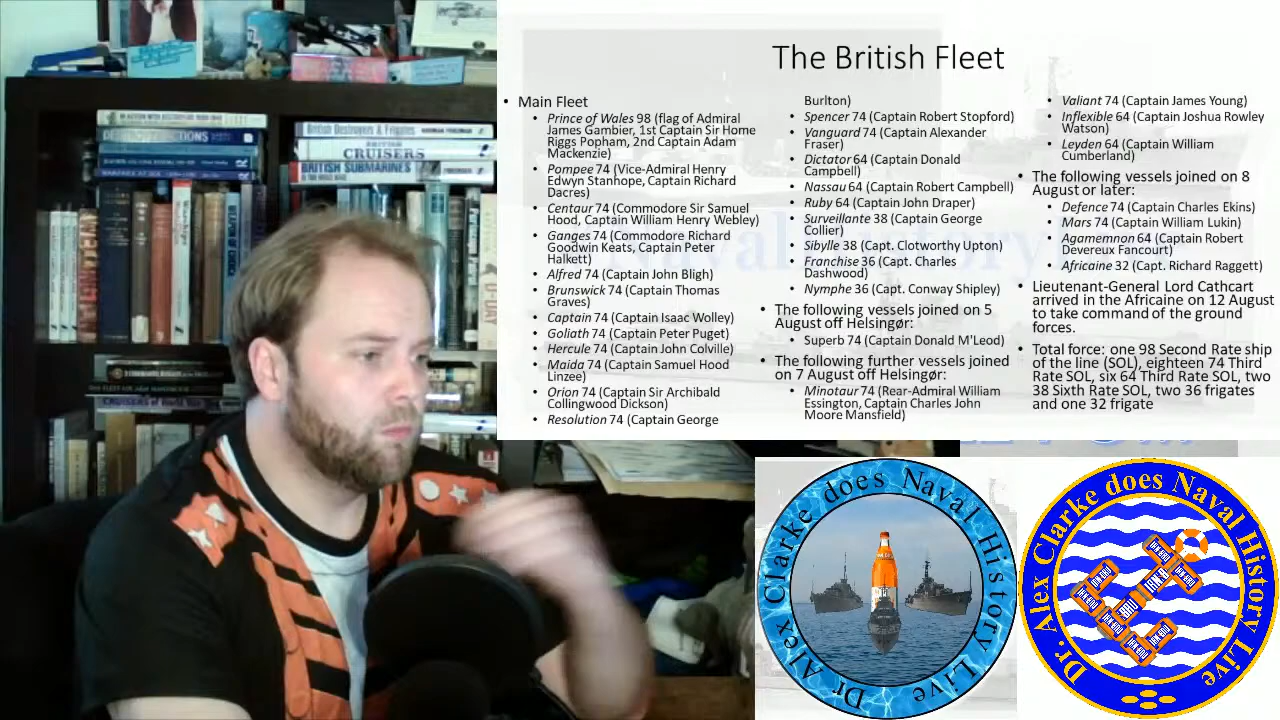 The British Fleet
• Main Fleet
• Prince of Wales 98 (flag of Admiral
James Gambier, 1st Captain Sir Home
Riggs Popham, 2nd Captain Adam
Mackenzie)
• Pompee 74 (Vice-Admiral Henry
Edwyn Stanhope, Captain Richard
Dacres)
• Centaur 74 (Commodore Sir Samuel
Hood, Captain William Henry Webley)
• Ganges 74 (Commodore Richard
Goodwin Keats, Captain Peter
Halkett)
• Alfred 74 (Captain John Bligh)
• Brunswick 74 (Captain Thomas
Graves)
• Captain 74 (Captain Isaac Wolley)
• Goliath 74 (Captain Peter Puget)
• Hercule 74 (Captain John Colville)
• Maida 74 (Captain Samuel Hood
Linzee)
• Orion 74 (Captain Sir Archibald
Collingwood Dickson)
• Resolution 74 (Captain George
Burlton)
• Spencer 74 (Captain Robert Stopford)
• Vanguard 74 (Captain Alexander
Fraser)
• Dictator 64 (Captain Donald
Campbell)
• Nassau 64 (Captain Robert Campbell)
• Ruby 64 (Captain John Draper)
• Surveillante 38 (Captain George
Collier)
• Sibylle 38 (Capt. Clotworthy Upton)
• Franchise 36 (Capt. Charles
Dashwood)
• Nymphe 36 (Capt. Conway Shipley)
• The following vessels joined on 5
August off Helsingør:
• Superb 74 (Captain Donald M'Leod)
• The following further vessels joined
on 7 August off Helsingør:
• Minotaur 74 (Rear-Admiral William
Essington, Captain Charles John
Moore Mansfield)
• Valiant 74 (Captain James Young)
• Inflexible 64 (Captain Joshua Rowley
Watson)
• Leyden 64 (Captain William
Cumberland)
• The following vessels joined on 8
August or later:
• Defence 74 (Captain Charles Ekins)
• Mars 74 (Captain William Lukin)
• Agamemnon 64 (Captain Robert
Devereux Fancourt)
• Africaine 32 (Capt. Richard Raggett)
• Lieutenant-General Lord Cathcart
arrived in the Africaine on 12 August
to take command of the ground
forces.
• Total force: one 98 Second Rate ship
of the line (SOL), eighteen 74 Third
Rate SOL, six 64 Third Rate SOL, two
38 Sixth Rate SOL, two 36 frigates
and one 32 frigate
Naval History
BRITISH
CRUISERS
BRITISH SUBMARINES
Dr Alex Clarke does Naval History Live
Dr. Alex Clarke does Naval History Live